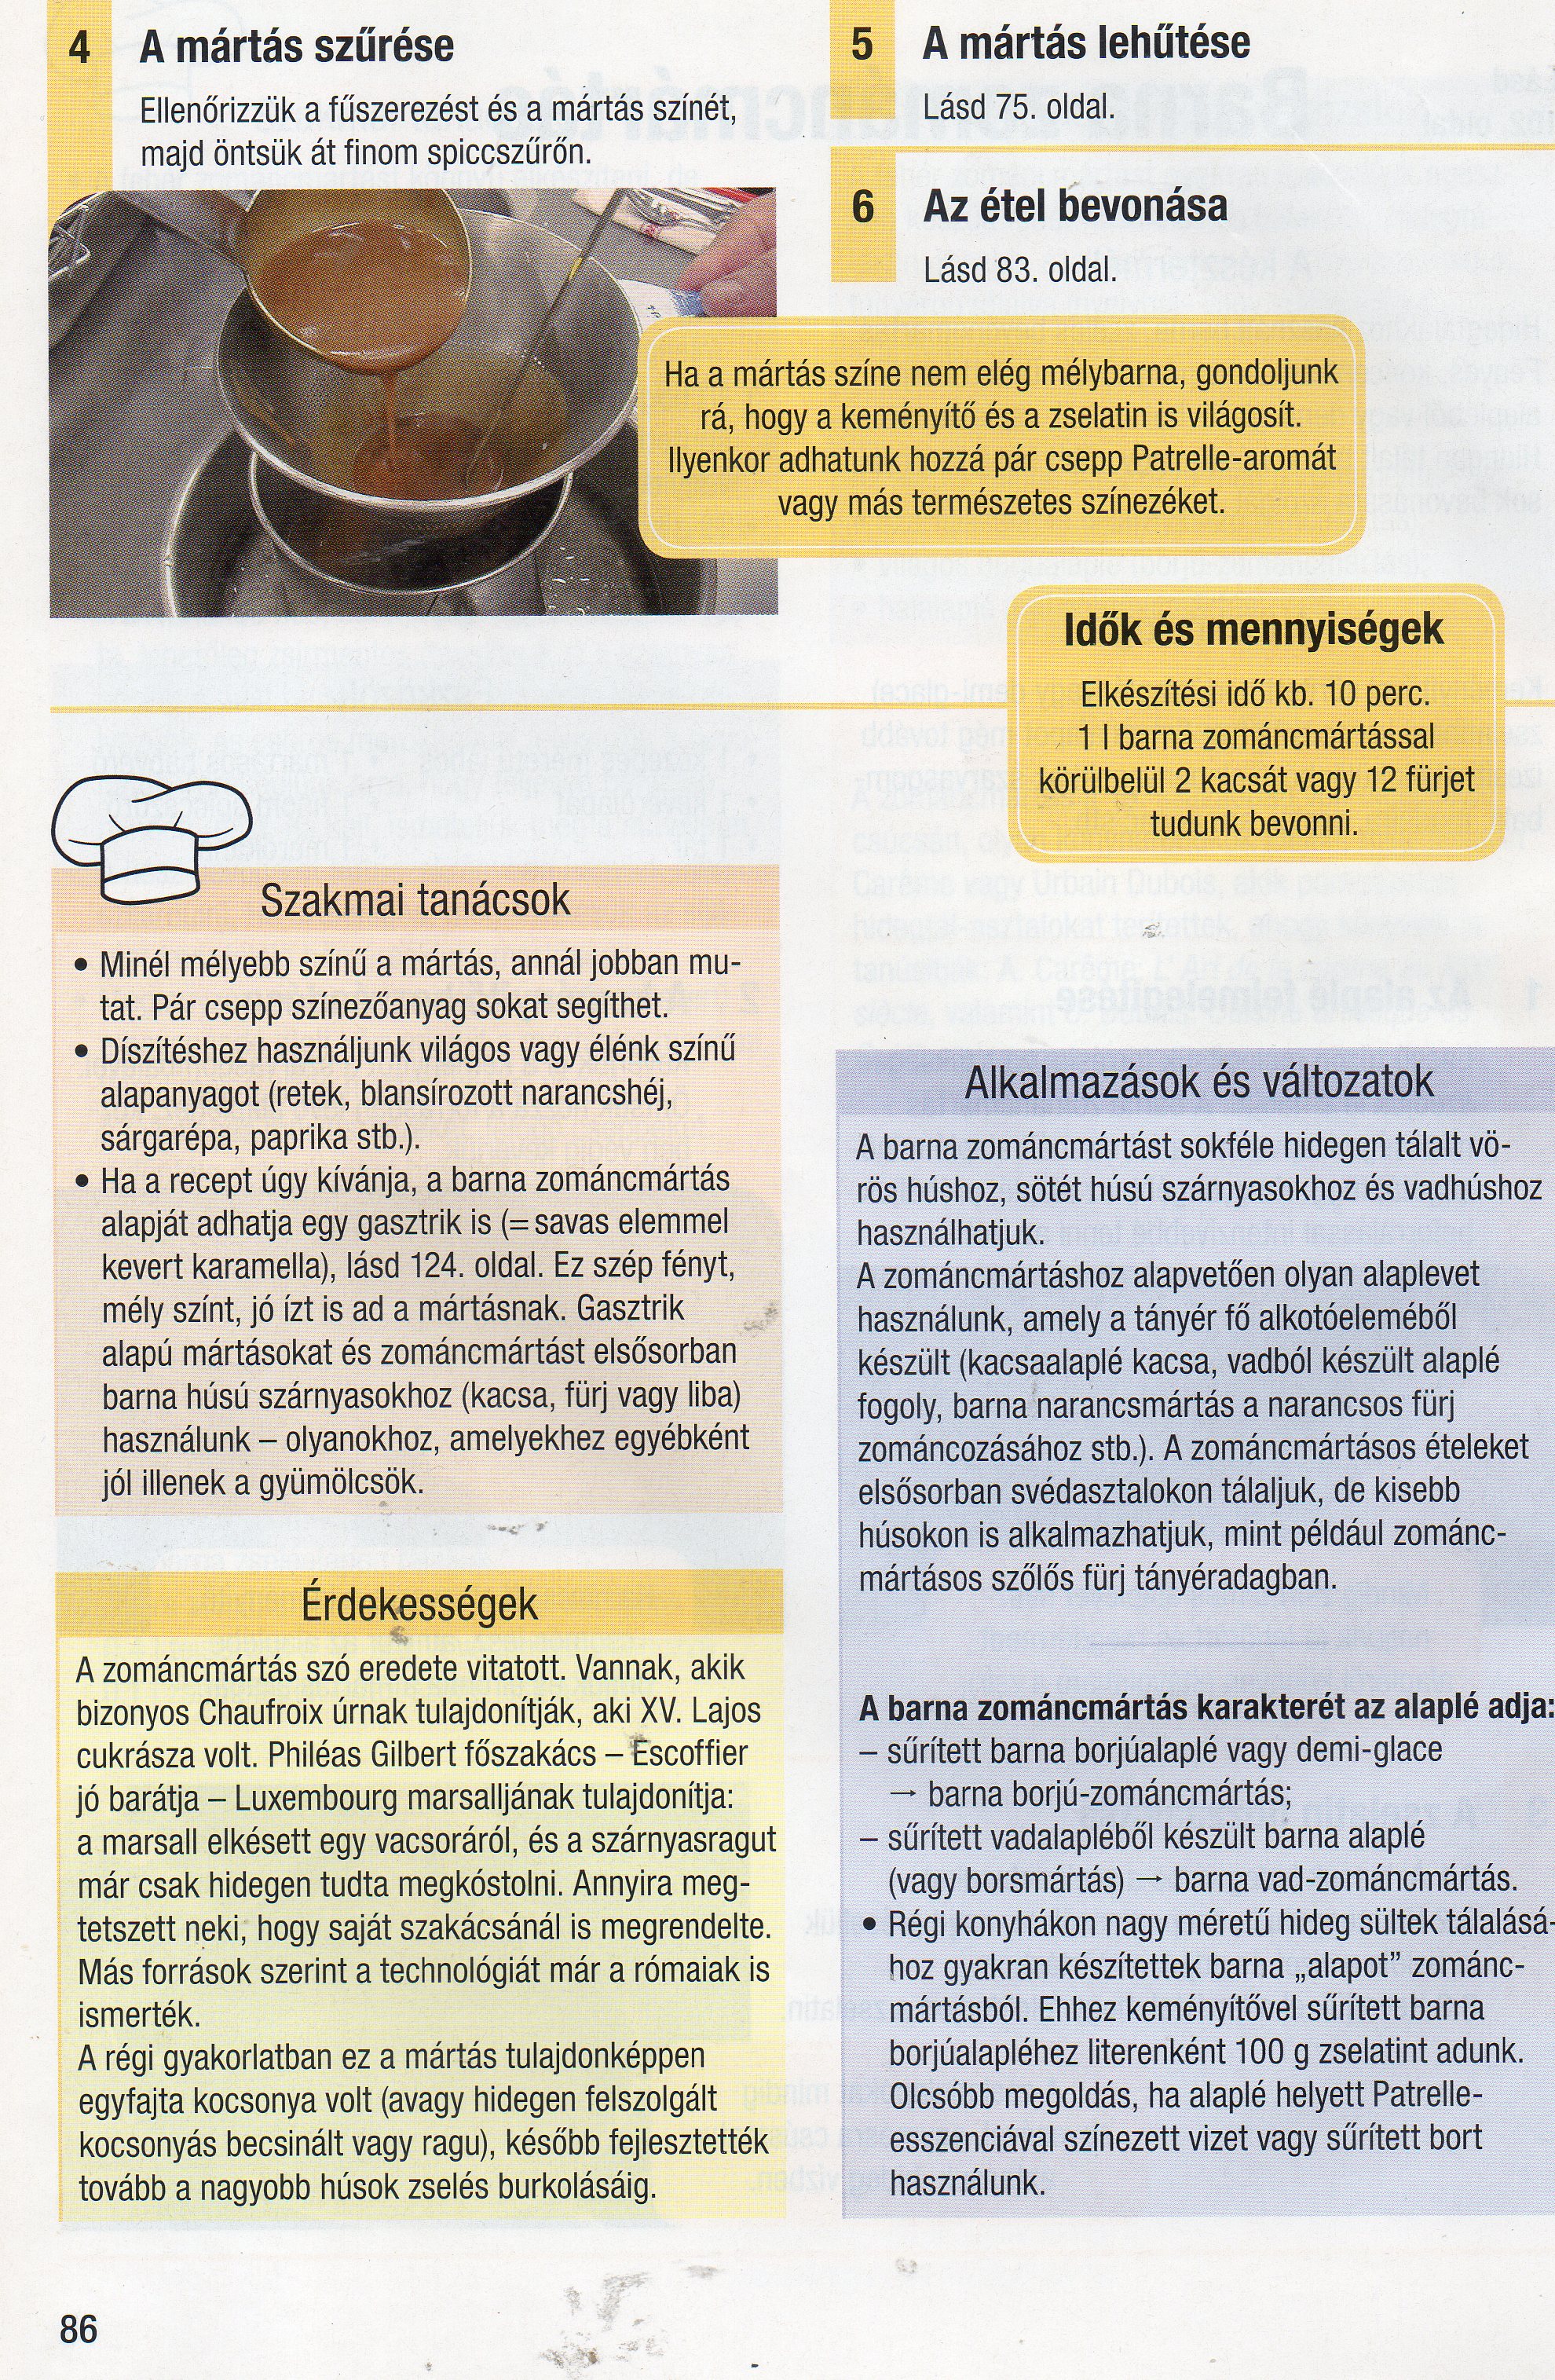 4 A mártás szűrése
Ellenőrizzük a fűszerezést és a mártás színét,
majd öntsük át finom spiccszűrőn.
5 A mártás lehűtése
Lásd 75. oldal.
6 Az étel bevonása
Lásd 83. oldal.
Ha a mártás színe nem elég mélybarna, gondoljunk
rá, hogy a keményítő és a zselatin is világosít.
Ilyenkor adhatunk hozzá pár csepp Patrelle-aromát
vagy más természetes színezéket.
Idők és mennyiségek
Elkészítési idő kb. 10 perc.
1 l barna zománcmártással
körülbelül 2 kacsát vagy 12 fürjet
tudunk bevonni.
Szakmai tanácsok
• Minél mélyebb színű a mártás, annál jobban mu-
tat. Pár csepp színezőanyag sokat segíthet.
• Díszítéshez használjunk világos vagy élénk színű
alapanyagot (retek, blansírozott narancshéj,
sárgarépa, paprika stb.).
• Ha a recept úgy kívánja, a barna zománcmártás
alapját adhatja egy gasztrik is (= savas elemmel
kevert karamella), lásd 124. oldal. Ez szép fényt,
mély színt, jó ízt is ad a mártásnak. Gasztrik
alapú mártásokat és zománcmártást elsősorban
barna húsú szárnyasokhoz (kacsa, fürj vagy liba)
használunk – olyanokhoz, amelyekhez egyébként
jól illenek a gyümölcsök.
Érdekességek
A zománcmártás szó eredete vitatott. Vannak, akik
bizonyos Chaufroix úrnak tulajdonítják, aki XV. Lajos
cukrásza volt. Philéas Gilbert főszakács – Escoffier
jó barátja – Luxembourg marsalljának tulajdonítja:
a marsall elkésett egy vacsoráról, és a szárnyasragut
már csak hidegen tudta megkóstolni. Annyira meg-
tetszett neki, hogy saját szakácsánál is megrendelte.
Más források szerint a technológiát már a rómaiak is
ismerték.
A régi gyakorlatban ez a mártás tulajdonképpen
egyfajta kocsonya volt (avagy hidegen felszolgált
kocsonyás becsinált vagy ragu), később fejlesztették
tovább a nagyobb húsok zselés burkolásáig.
Alkalmazások és változatok
A barna zománcmártást sokféle hidegen tálalt vö-
rös húshoz, sötét húsú szárnyasokhoz és vadhúshoz
használhatjuk.
A zománcmártáshoz alapvetően olyan alaplevet
használunk, amely a tányér fő alkotóeleméből
készült (kacsaalaplé kacsa, vadból készült alaplé
fogoly, barna narancsmártás a narancsos fürj
zománcozásához stb.). A zománcmártásos ételeket
elsősorban svédasztalokon tálaljuk, de kisebb
húsokon is alkalmazhatjuk, mint például zománc-
mártásos szőlős fürj tányéradagban.
A barna zománcmártás karakterét az alaplé adja:
– sűrített barna borjúalaplé vagy demi-glace
→ barna borjú-zománcmártás;
– sűrített vadalapléből készült barna alaplé
(vagy borsmártás) → barna vad-zománcmártás.
• Régi konyhákon nagy méretű hideg sültek tálalásá-
hoz gyakran készítettek barna „alapot” zománc-
mártásból. Ehhez keményítővel sűrített barna
borjúalapléhez literenként 100 g zselatint adunk.
Olcsóbb megoldás, ha alaplé helyett Patrelle-
esszenciával színezett vizet vagy sűrített bort
használunk.
86